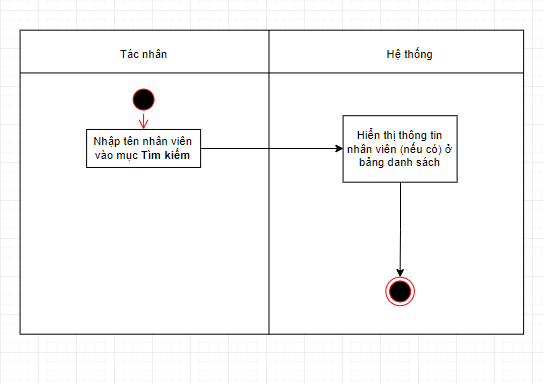 Tác nhân
Hệ thống
Nhập tên nhân viên
vào mục Tìm kiếm
Hiển thị thông tin
nhân viên (nếu có) ở
bảng danh sách